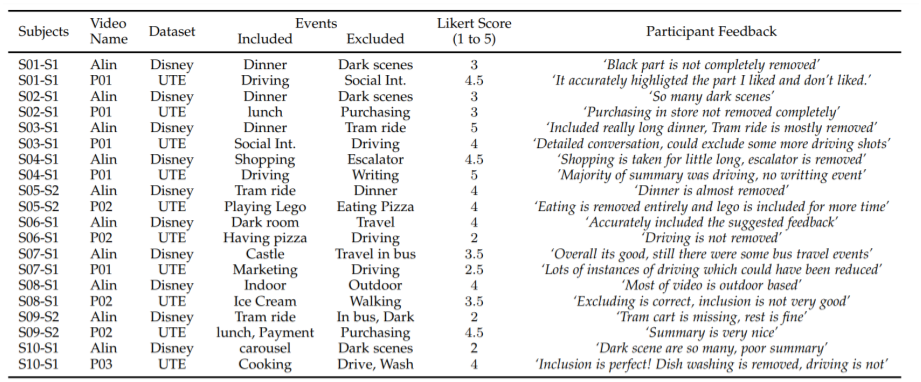 Subjects Video Name Dataset Events Included Excluded Likert Score (1 to 5) Participant Feedback
S01-S1 Alin Disney Dinner Dark scenes 3 ‘Black part is not completely removed’
S01-S1 P01 UTE Driving Social Int. 4.5 ‘It accurately highligted the part I liked and don’t liked.’
S02-S1 Alin Disney Dinner Dark scenes 3 ‘So many dark scenes’
S02-S1 P01 UTE lunch Purchasing 3 ‘Purchasing in store not removed completely’
S03-S1 Alin Disney Dinner Tram ride 5 ‘Included really long dinner, Tram ride is mostly removed’
S03-S1 P01 UTE Social Int. Driving 4 ‘Detailed conversation, could exclude some more driving shots’
S04-S1 Alin Disney Shopping Escalator 4.5 ‘Shopping is taken for little long, escalator is removed’
S04-S1 P01 UTE Driving Writing 5 ‘Majority of summary was driving, no writting event’
S05-S2 Alin Disney Tram ride Dinner 4 ‘Dinner is almost removed’
S05-S2 P02 UTE Playing Lego Eating Pizza 4 ‘Eating is removed entirely and lego is included for more time’
S06-S1 Alin Disney Dark room Travel 4 ‘Accurately included the suggested feedback’
S06-S1 P02 UTE Having pizza Driving 2 ‘Driving is not removed’
S07-S1 Alin Disney Castle Travel in bus 3.5 ‘Overall its good, still there were some bus travel events’
S07-S1 P01 UTE Marketing Driving 2.5 ‘Lots of instances of driving which could have been reduced’
S08-S1 Alin Disney Indoor Outdoor 4 ‘Most of video is outdoor based’
S08-S1 P02 UTE Ice Cream Walking 3.5 ‘Excluding is correct, inclusion is not very good’
S09-S2 Alin Disney Tram ride In bus, Dark 2 ‘Tram cart is missing, rest is fine’
S09-S2 P02 UTE lunch, Payment Purchasing 4.5 ‘Summary is very nice’
S10-S1 Alin Disney carousel Dark scenes 2 ‘Dark scene are so many, poor summary’
S10-S1 P03 UTE Cooking Drive, Wash 4 ‘Inclusion is perfect! Dish washing is removed, driving is not’